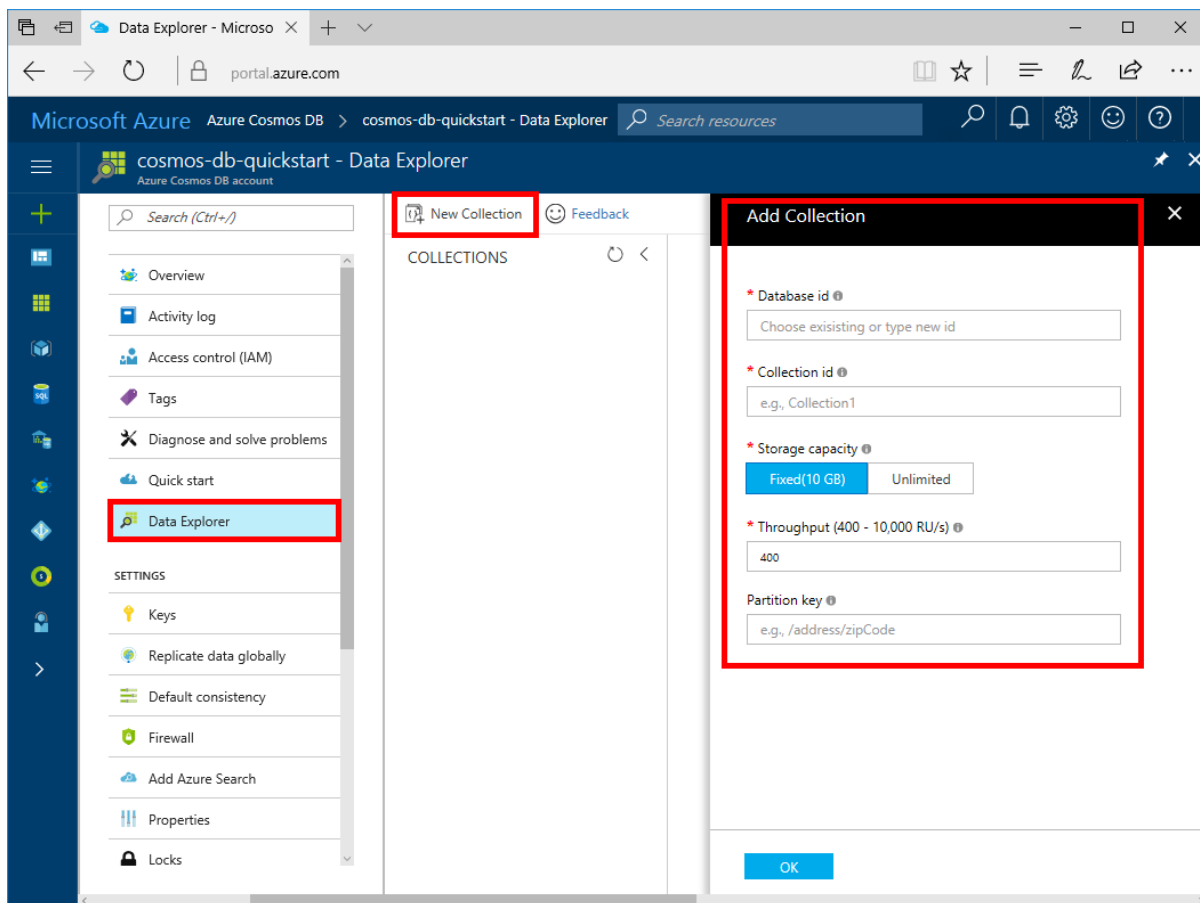 Data Explorer - Microso
portal.azure.com
Microsoft Azure Azure Cosmos DB > cosmos-db-quickstart - Data Explorer Search resources
cosmos-db-quickstart - Data Explorer
Azure Cosmos DB account
Search (Ctrl+/)
Overview
Activity log
Access control (IAM)
Tags
Diagnose and solve problems
Quick start
Data Explorer
SETTINGS
Keys
Replicate data globally
Default consistency
Firewall
Add Azure Search
Properties
Locks
New Collection Feedback
COLLECTIONS
Add Collection
* Database id
Choose exisisting or type new id
* Collection id
e.g., Collection1
* Storage capacity
Fixed(10 GB) Unlimited
* Throughput (400 - 10,000 RU/s)
400
Partition key
e.g., /address/zipCode
OK